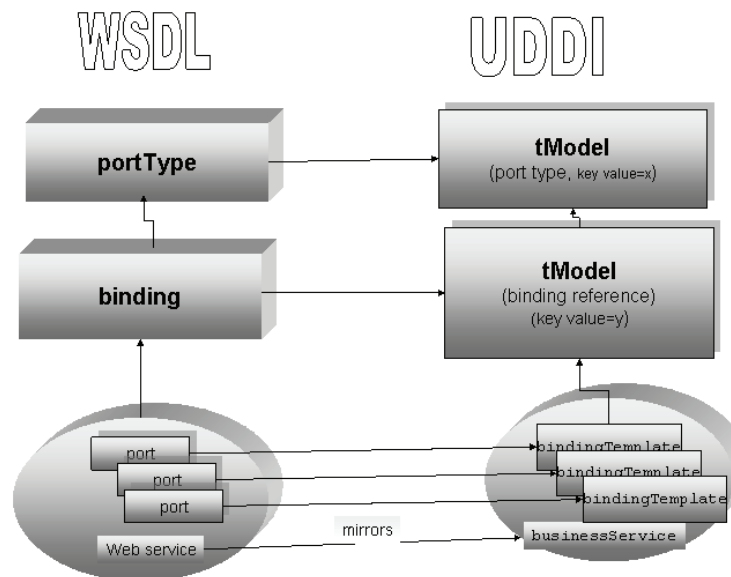 WSDL
UDDI
portType
tModel
(port type, key value=x)
binding
tModel
(binding reference)
(key value=y)
port
port
port
bindingTemplate
bindingTemplate
bindingTemplate
Web service
mirrors
businessService